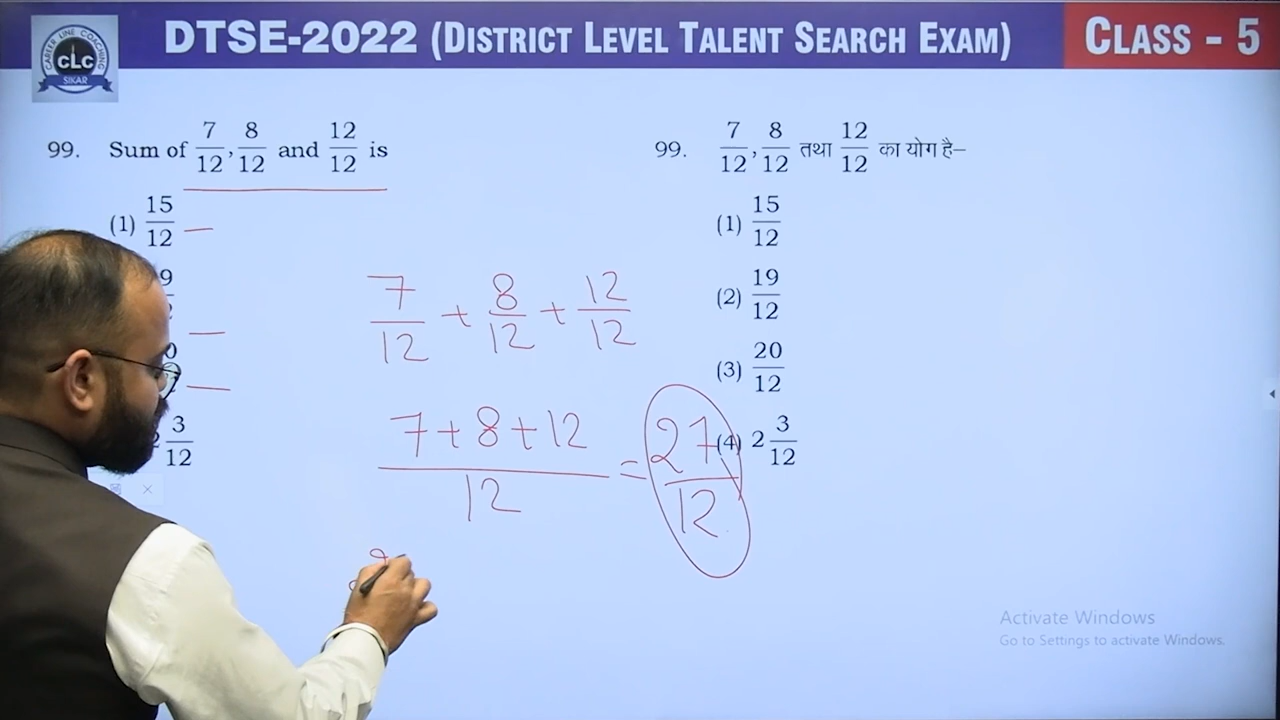 DTSE-2022 (DISTRICT LEVEL TALENT SEARCH EXAM)
CLASS - 5
CAREER LINE COACHING
CLC
SIKAR
99. Sum of 7/12, 8/12 and 12/12 is
(1) 15/12
9
0
3/12
7/12 + 8/12 + 12/12
7+8+12/12 = 27/12
99. 7/12, 8/12 तथा 12/12 का योग है–
(1) 15/12
(2) 19/12
(3) 20/12
(4) 2 3/12
Activate Windows
Go to Settings to activate Windows.